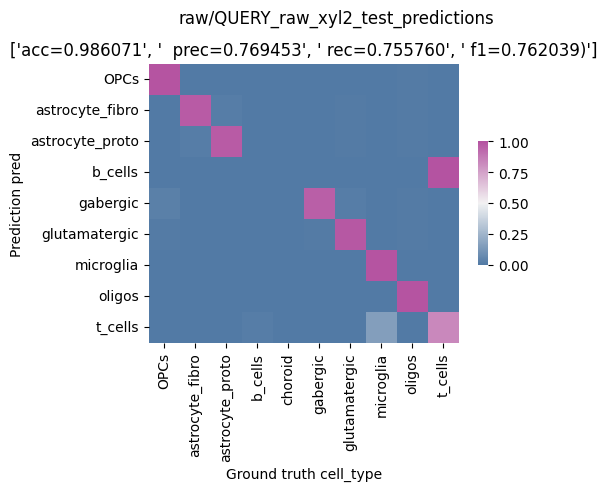 raw/QUERY_raw_xyl2_test_predictions
['acc=0.986071', '  prec=0.769453', ' rec=0.755760', ' f1=0.762039)']
OPCs
astrocyte_fibro
astrocyte_proto
b_cells
gabergic
glutamatergic
microglia
oligos
t_cells
Prediction pred
1.00
0.75
0.50
0.25
0.00
OPCs
astrocyte_fibro
astrocyte_proto
b_cells
choroid
gabergic
glutamatergic
microglia
oligos
t_cells
Ground truth cell_type